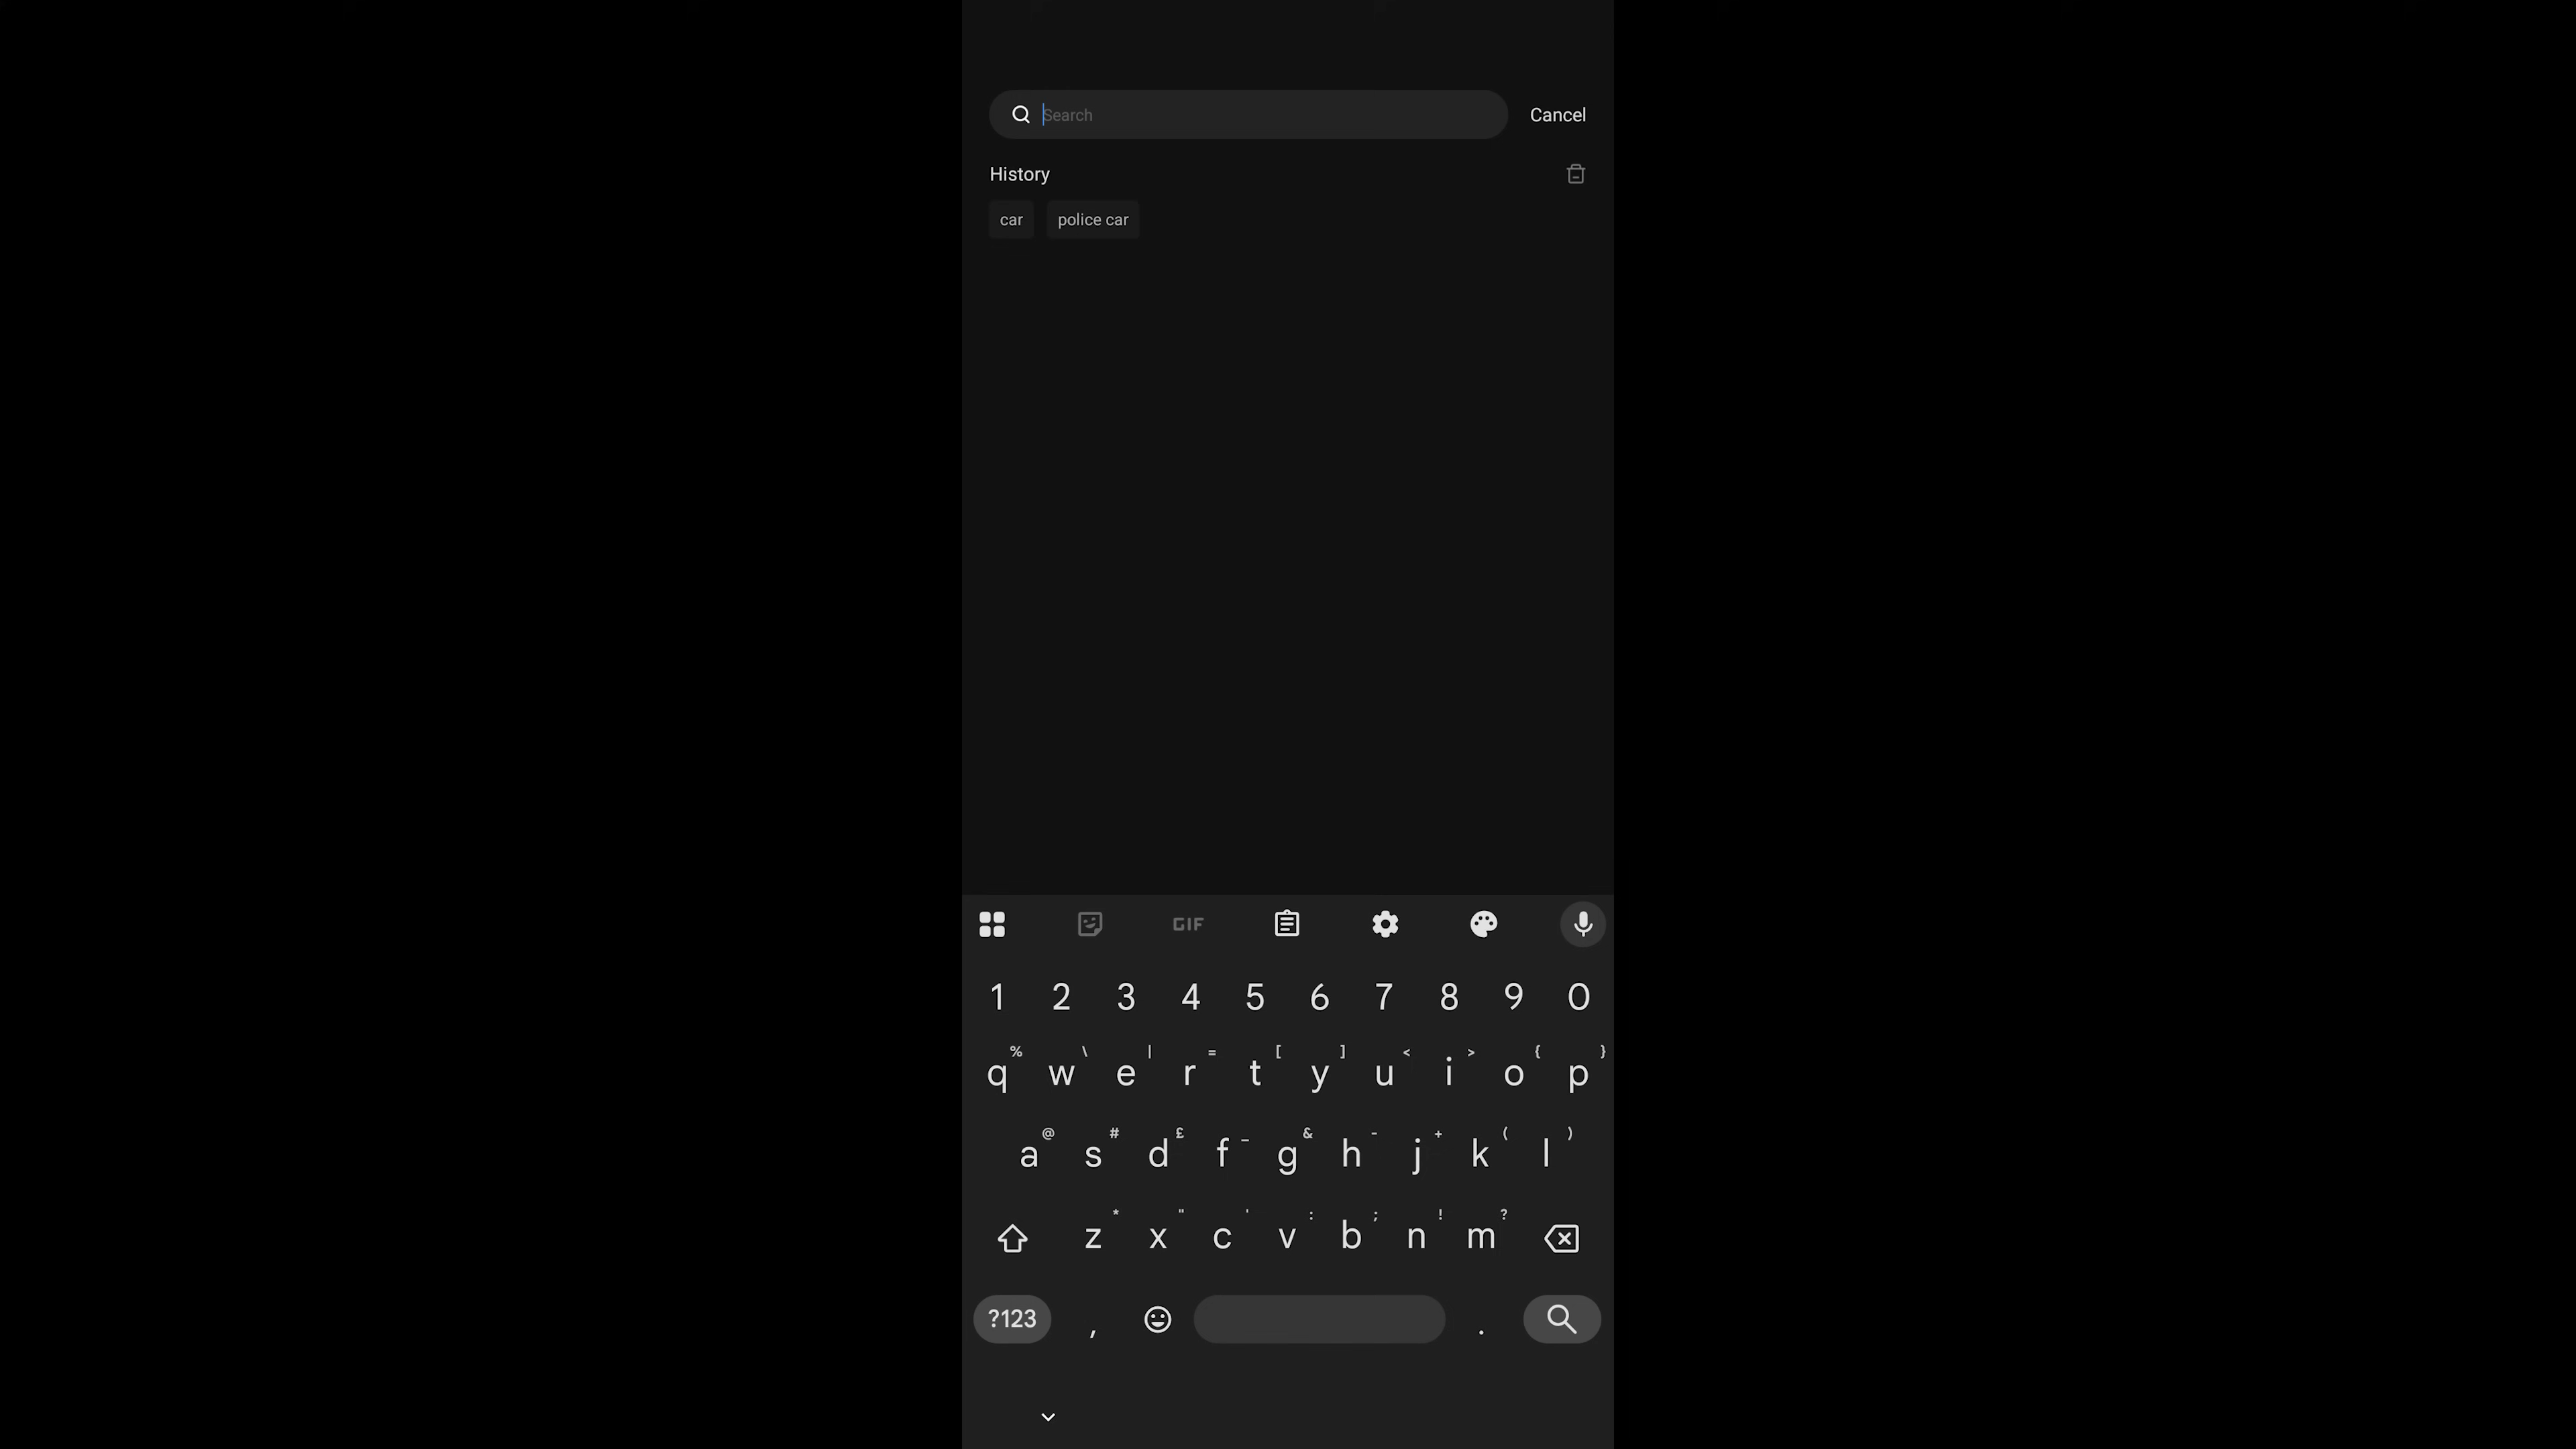 Search Cancel
History
car police car
GIF
1 2 3 4 5 6 7 8 9 0
% \ | = [ ] < > { }
q w e r t y u i o p
@ # £ _ & - + ( )
a s d f g h j k l
* " ' : ; ! ?
z x c v b n m
?123 , .